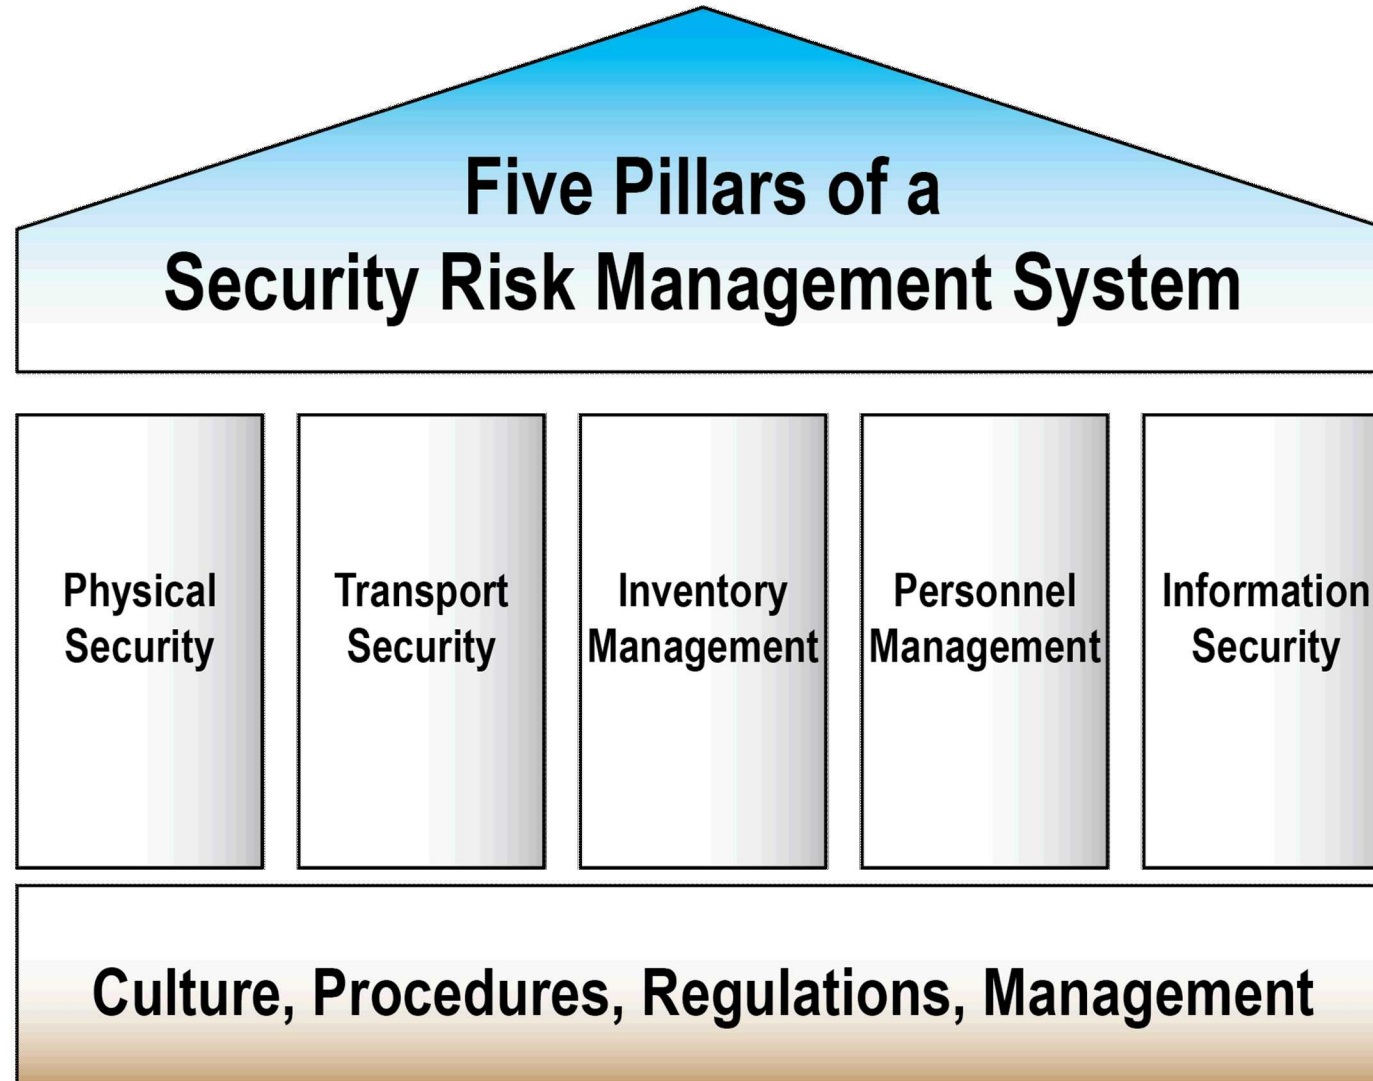 Five Pillars of a
Security Risk Management System
Physical
Security
Transport
Security
Inventory
Management
Personnel
Management
Information
Security
Culture, Procedures, Regulations, Management